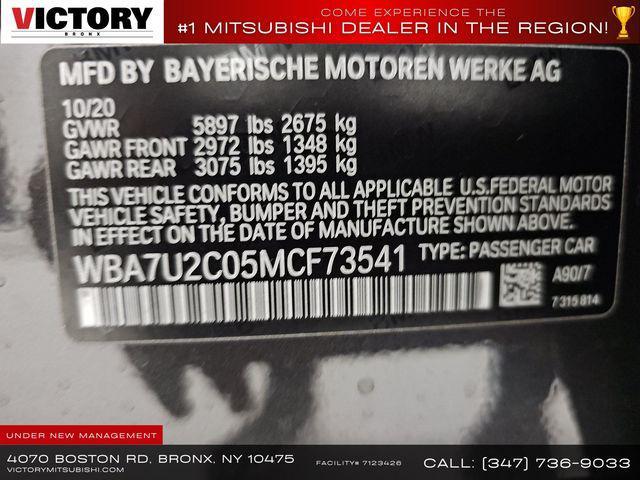 VICTORY
BRONX
COME EXPERIENCE THE
#1 MITSUBISHI DEALER IN THE REGION!
MFD BY BAYERISCHE MOTOREN WERKE AG
10/20
GVWR 5897 lbs 2675 kg
GAWR FRONT 2972 lbs 1348 kg
GAWR REAR 3075 lbs 1395 kg
THIS VEHICLE CONFORMS TO ALL APPLICABLE U.S.FEDERAL MOTOR
VEHICLE SAFETY, BUMPER AND THEFT PREVENTION STANDARDS
IN EFFECT ON THE DATE OF MANUFACTURE SHOWN ABOVE.
WBA7U2C05MCF73541 TYPE: PASSENGER CAR
A90/7
7 315 814
UNDER NEW MANAGEMENT
4070 BOSTON RD, BRONX, NY 10475
VICTORYMITSUBISHI.COM
FACILITY# 7123426
CALL: (347) 736-9033